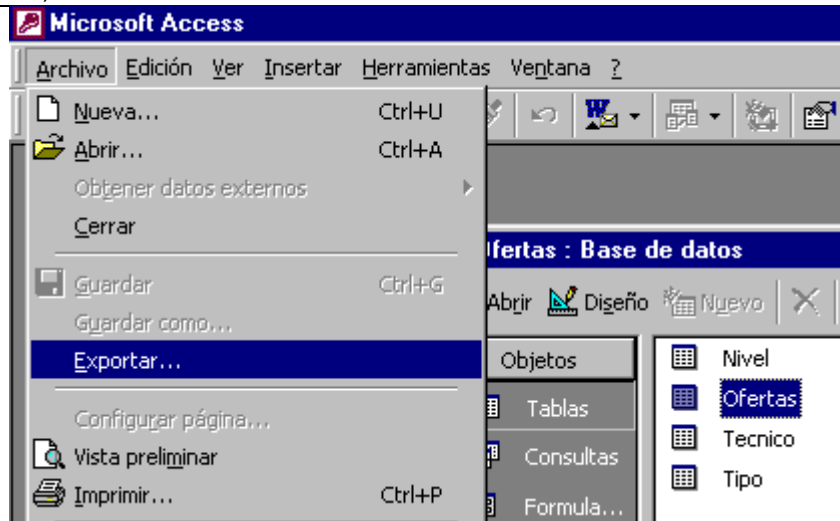 Microsoft Access
Archivo Edición Ver Insertar Herramientas Ventana ?
Nueva... Ctrl+U
Abrir... Ctrl+A
Obtener datos externos
Cerrar
Guardar Ctrl+G
Guardar como...
Exportar...
Configurar página...
Vista preliminar
Imprimir... Ctrl+P
fertas : Base de datos
Abrir Diseño Nuevo
Objetos
Tablas
Consultas
Formula...
Nivel
Ofertas
Tecnico
Tipo